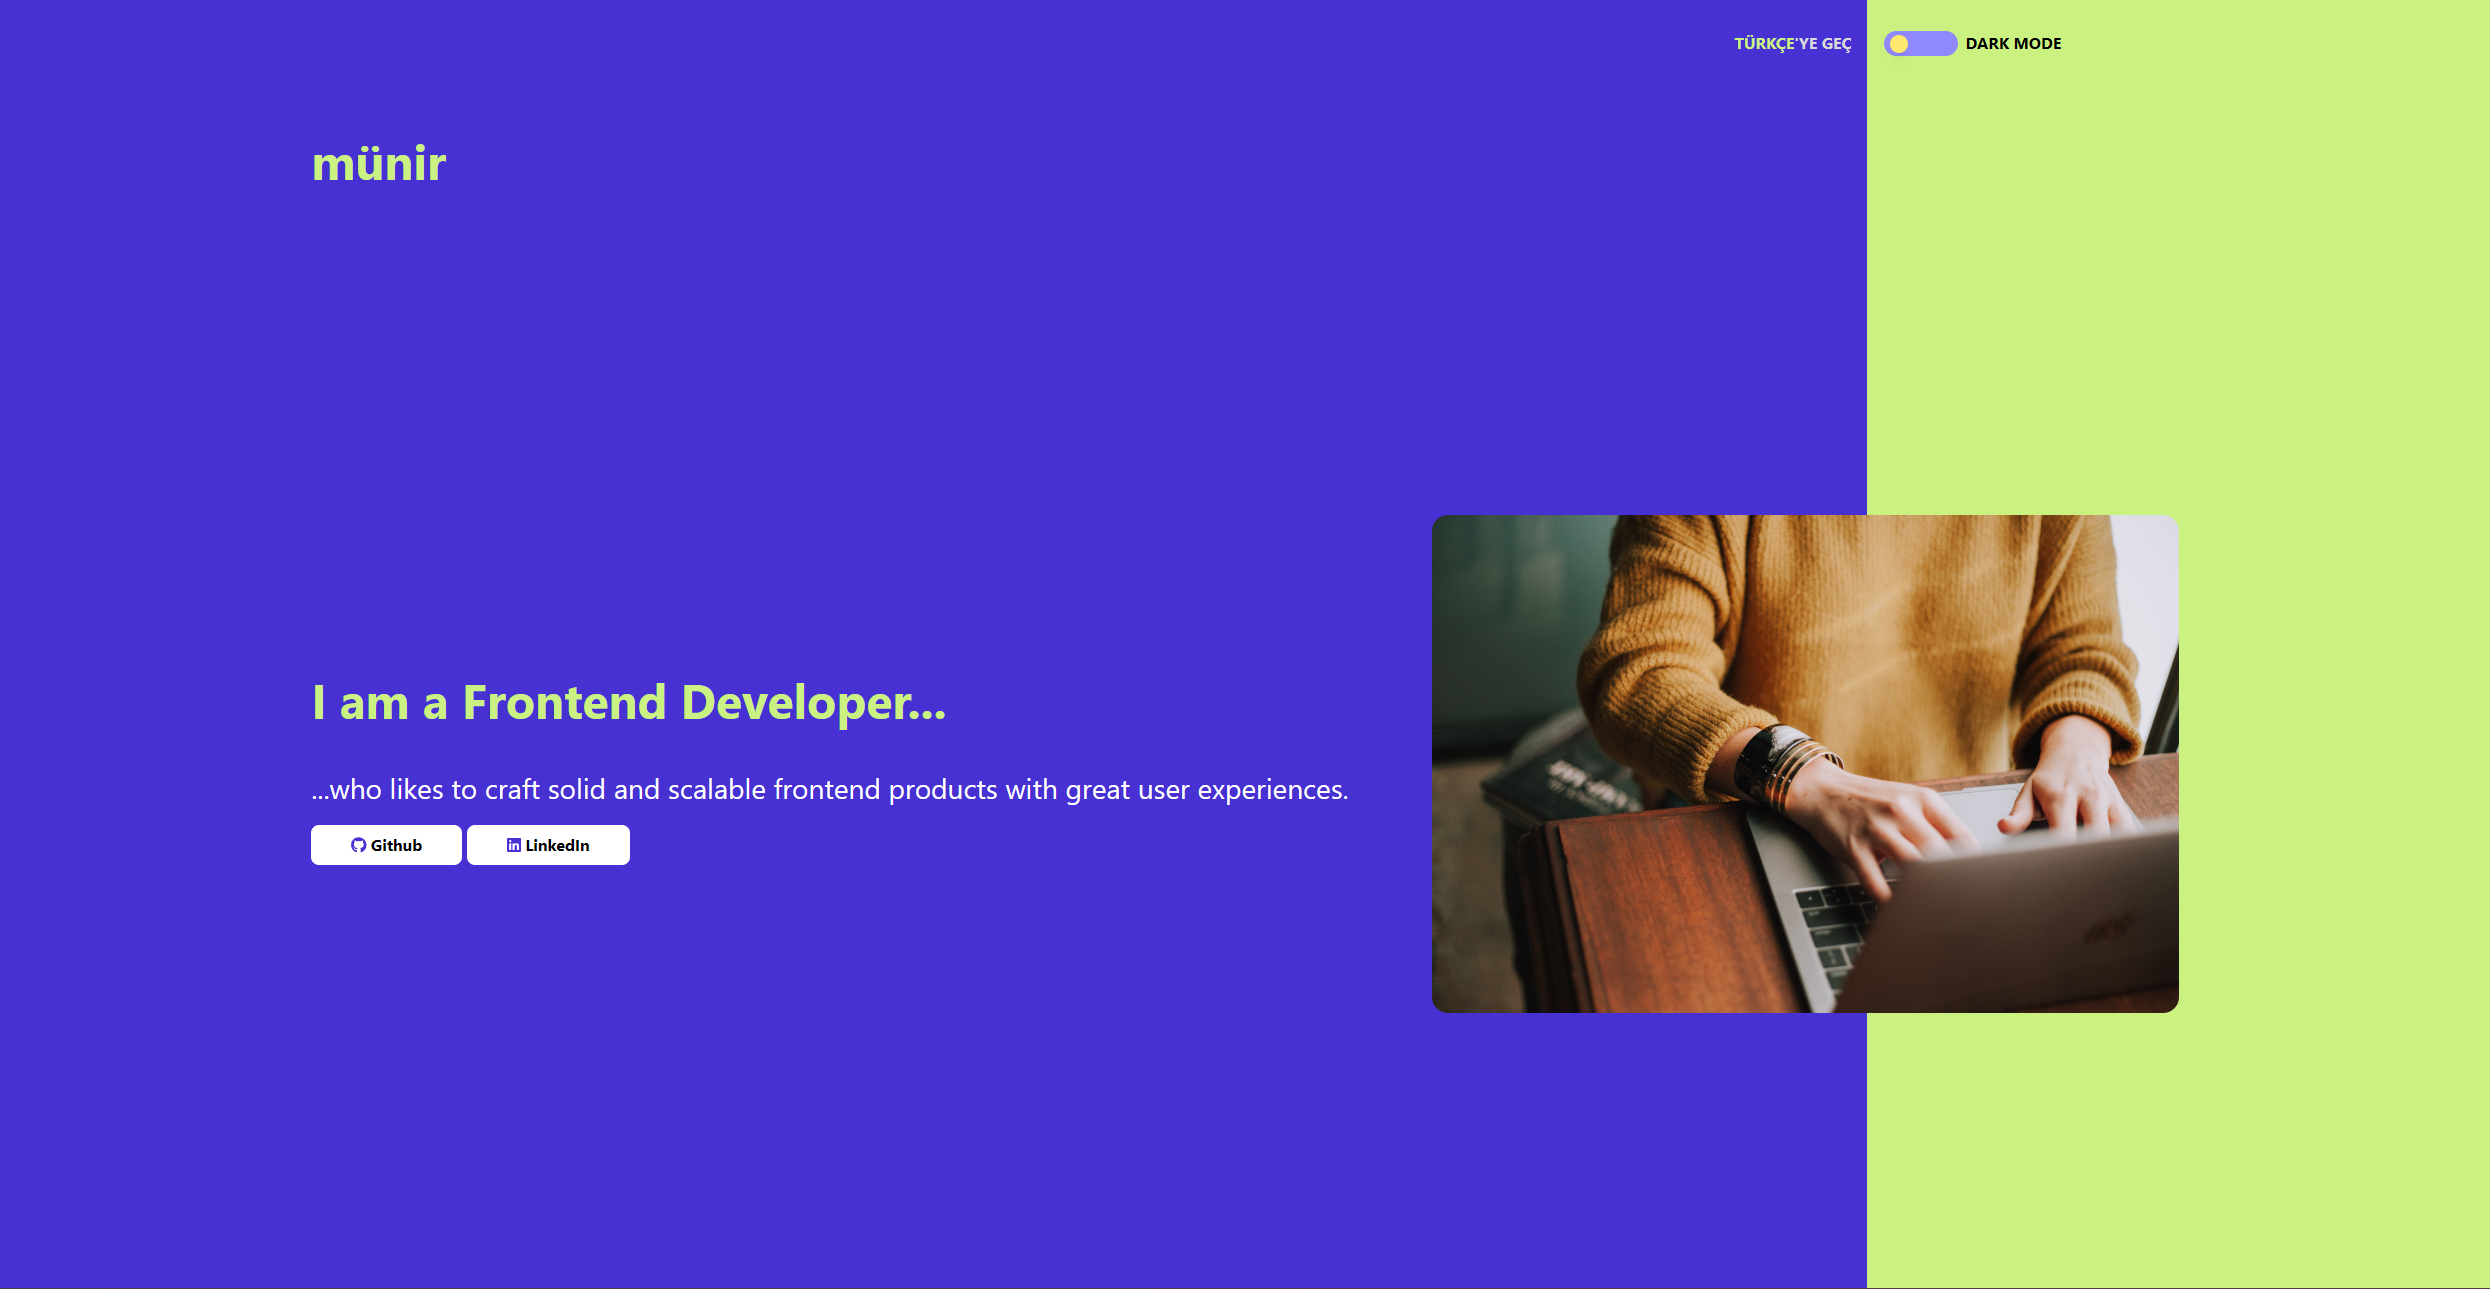 TÜRKÇE'YE GEÇ
DARK MODE
münir
I am a Frontend Developer...
...who likes to craft solid and scalable frontend products with great user experiences.
Github
LinkedIn